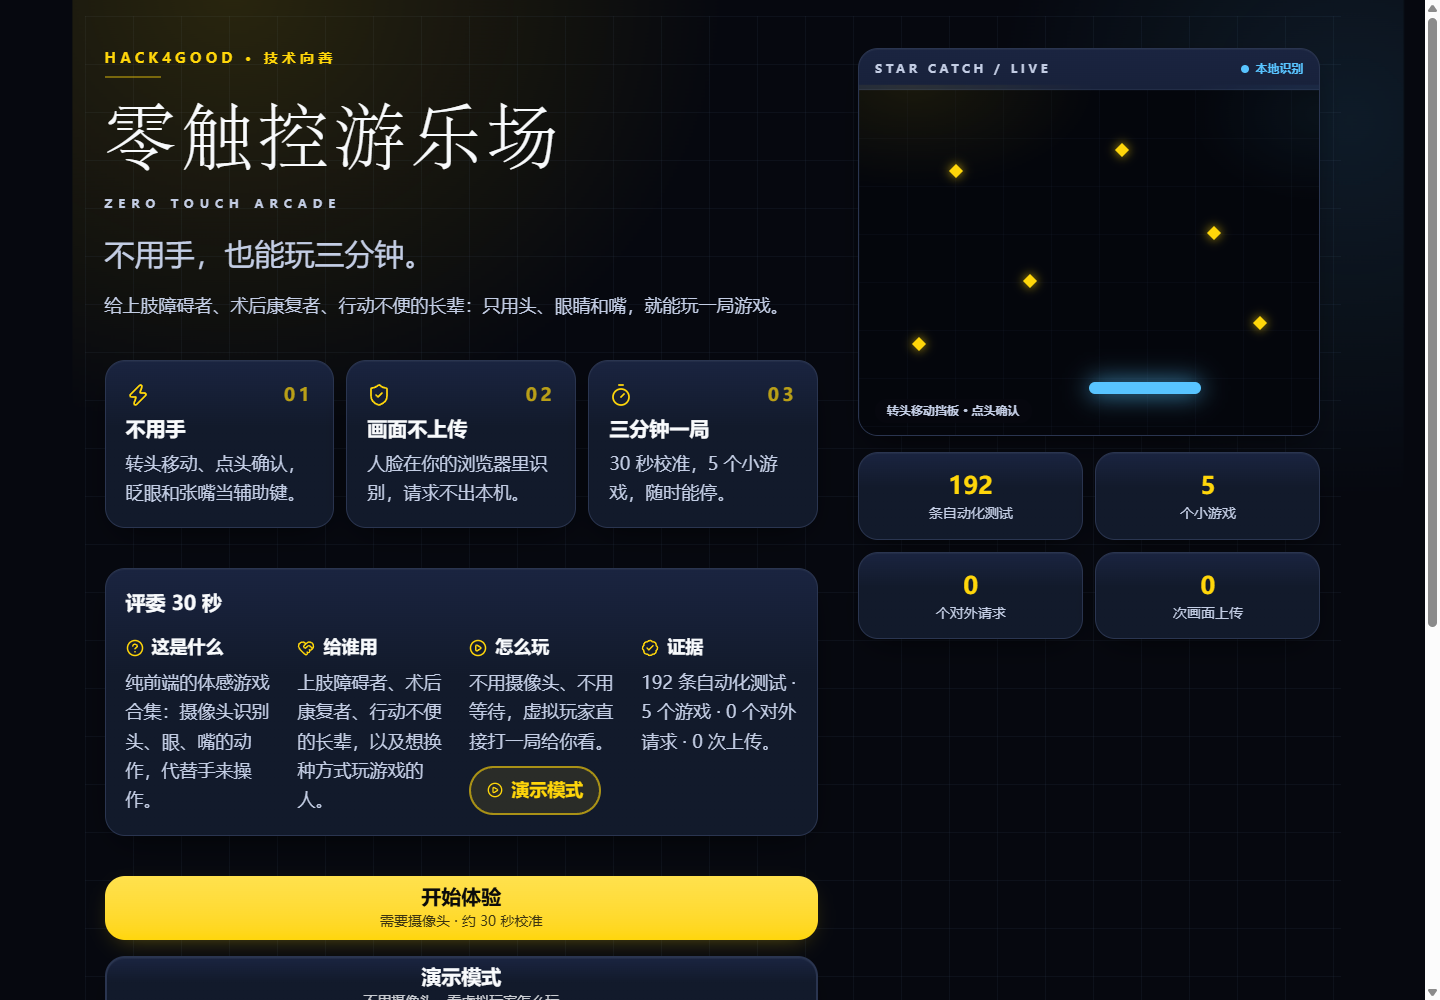 HACK4GOOD • 技术向善
零触控游乐场
ZERO TOUCH ARCADE
不用手，也能玩三分钟。
给上肢障碍者、术后康复者、行动不便的长辈：只用头、眼睛和嘴，就能玩一局游戏。
01
不用手
转头移动、点头确认，
眨眼和张嘴当辅助键。
02
画面不上传
人脸在你的浏览器里识
别，请求不出本机。
03
三分钟一局
30 秒校准，5 个小游
戏，随时能停。
评委 30 秒
这是什么
纯前端的体感游戏
合集：摄像头识别
头、眼、嘴的动
作，代替手来操
作。
给谁用
上肢障碍者、术后
康复者、行动不便
的长辈，以及想换
种方式玩游戏的
人。
怎么玩
不用摄像头、不用
等待，虚拟玩家直
接打一局给你看。
演示模式
证据
192 条自动化测试 ·
5 个游戏 · 0 个对外
请求 · 0 次上传。
开始体验
需要摄像头 · 约 30 秒校准
演示模式
不用摄像头 · 看虚拟玩家怎么玩
STAR CATCH / LIVE
本地识别
转头移动挡板 • 点头确认
192
条自动化测试
5
个小游戏
0
个对外请求
0
次画面上传